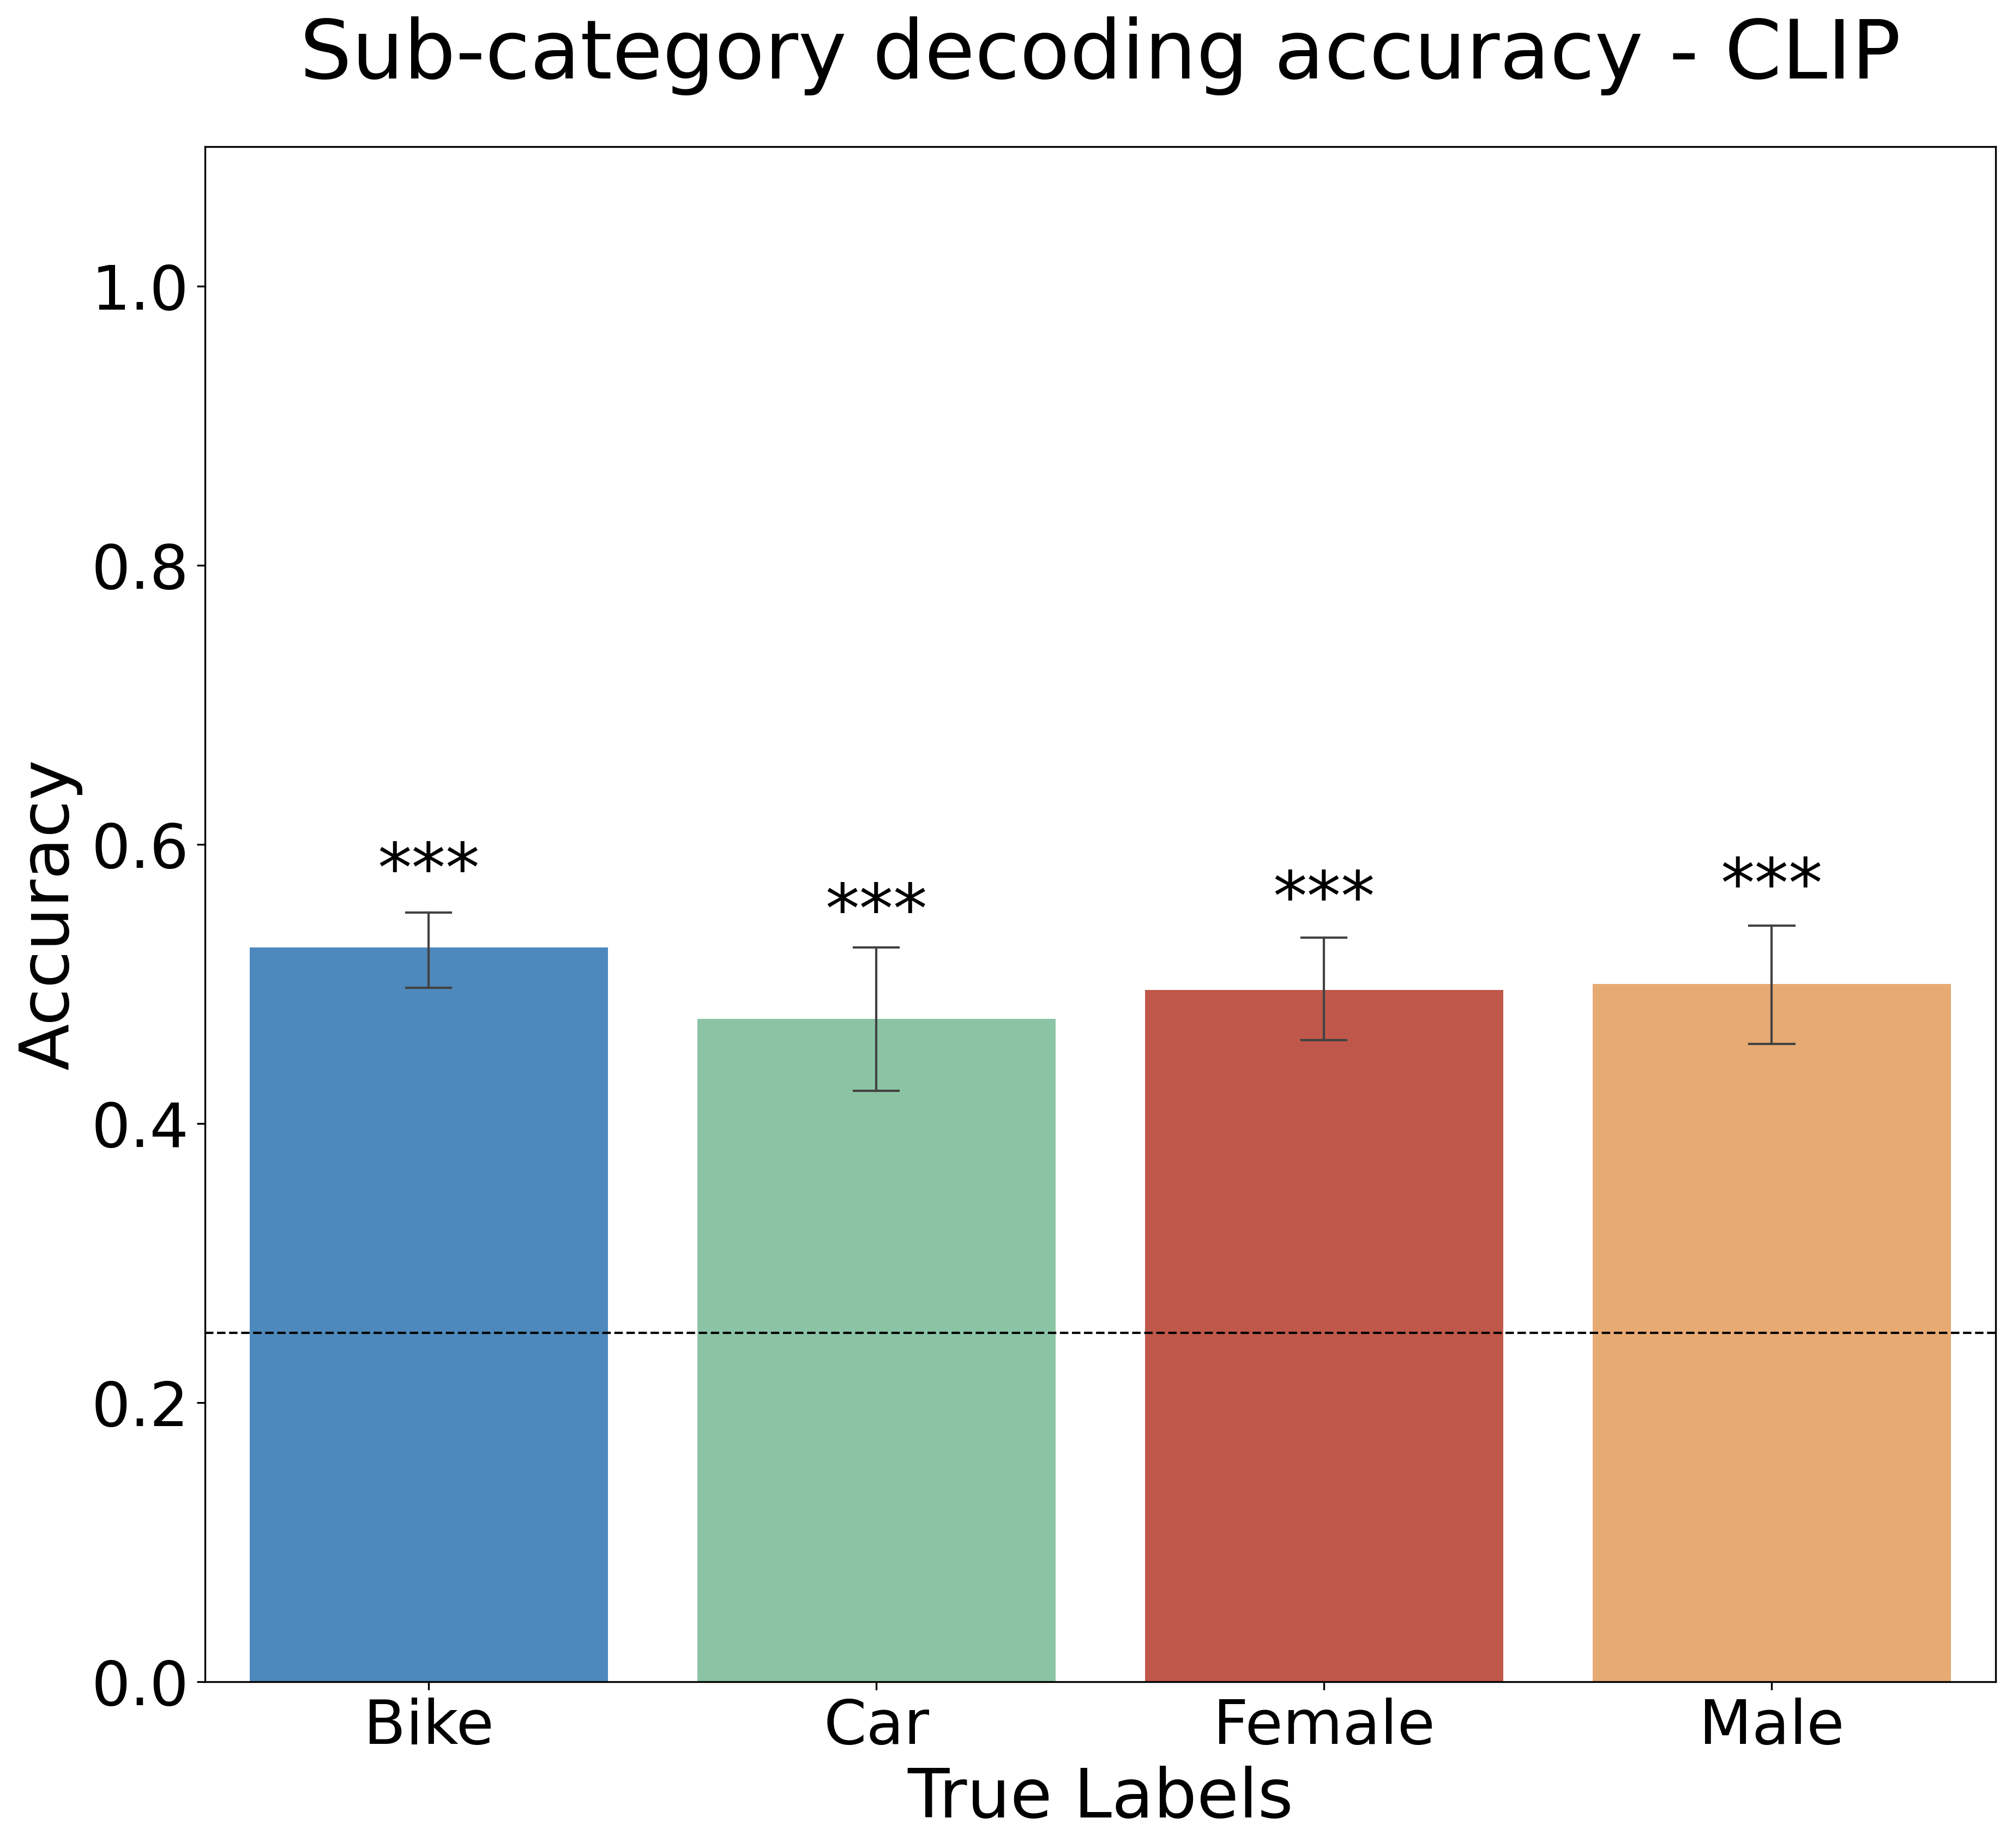 Sub-category decoding accuracy - CLIP
Accuracy
1.0
0.8
0.6
0.4
0.2
0.0
***
***
***
***
Bike
Car
Female
Male
True Labels